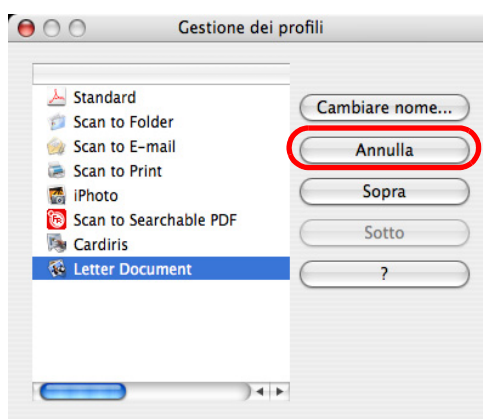 Gestione dei profili
Standard
Scan to Folder
Scan to E-mail
Scan to Print
iPhoto
Scan to Searchable PDF
Cardiris
Letter Document
Cambiare nome...
Annulla
Sopra
Sotto
?